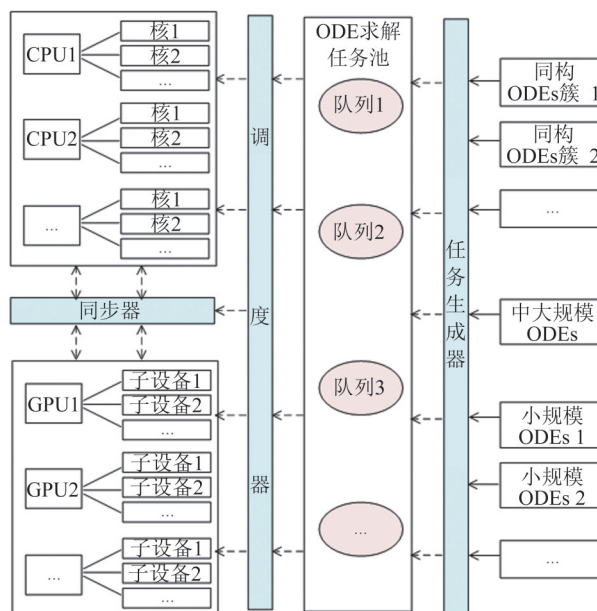 CPU1
核1
核2
...
CPU2
核1
核2
...
...
核1
核2
...
同步器
GPU1
子设备1
子设备2
...
GPU2
子设备1
子设备2
...
...
子设备1
子设备2
...
调度器
ODE求解
任务池
队列1
队列2
队列3
...
任务生成器
同构
ODEs簇 1
同构
ODEs簇 2
...
中大规模
ODEs
小规模
ODEs 1
小规模
ODEs 2
...